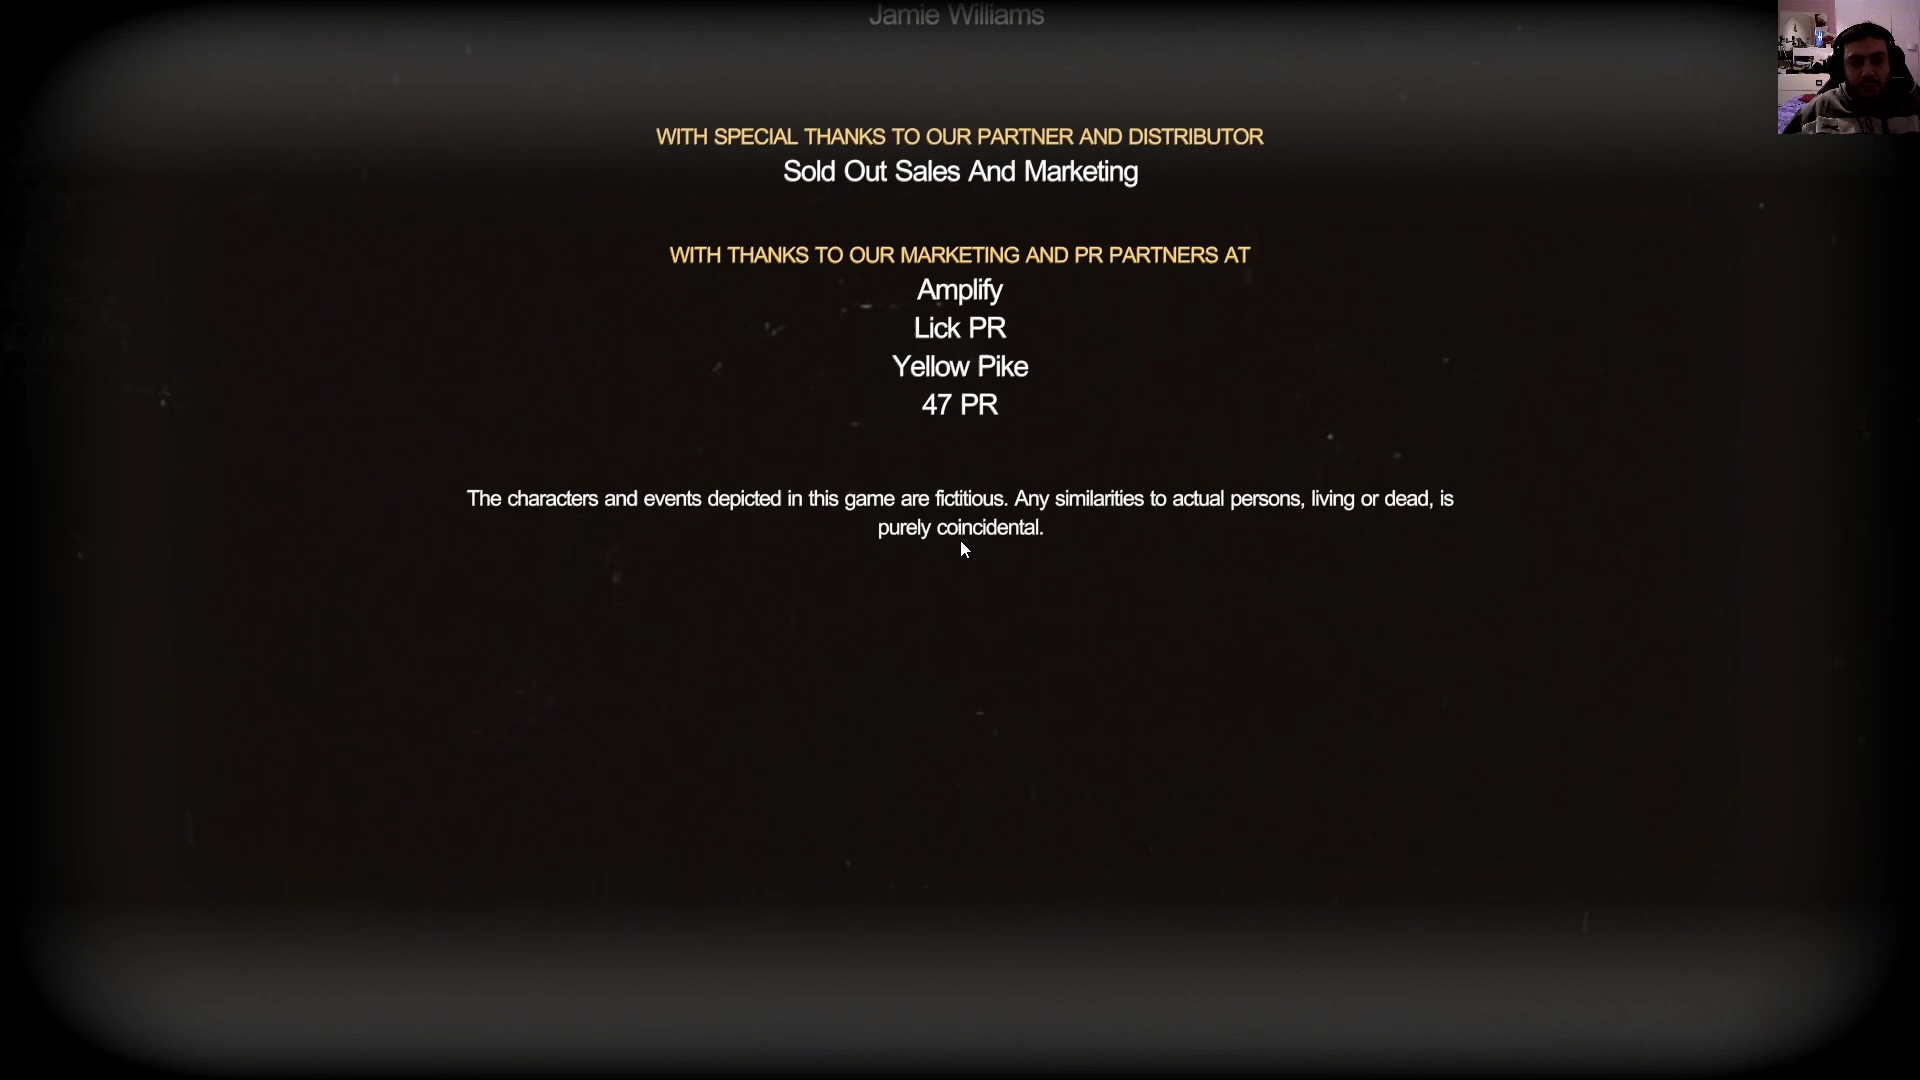 Jamie Williams
WITH SPECIAL THANKS TO OUR PARTNER AND DISTRIBUTOR
Sold Out Sales And Marketing
WITH THANKS TO OUR MARKETING AND PR PARTNERS AT
Amplify
Lick PR
Yellow Pike
47 PR
The characters and events depicted in this game are fictitious. Any similarities to actual persons, living or dead, is
purely coincidental.